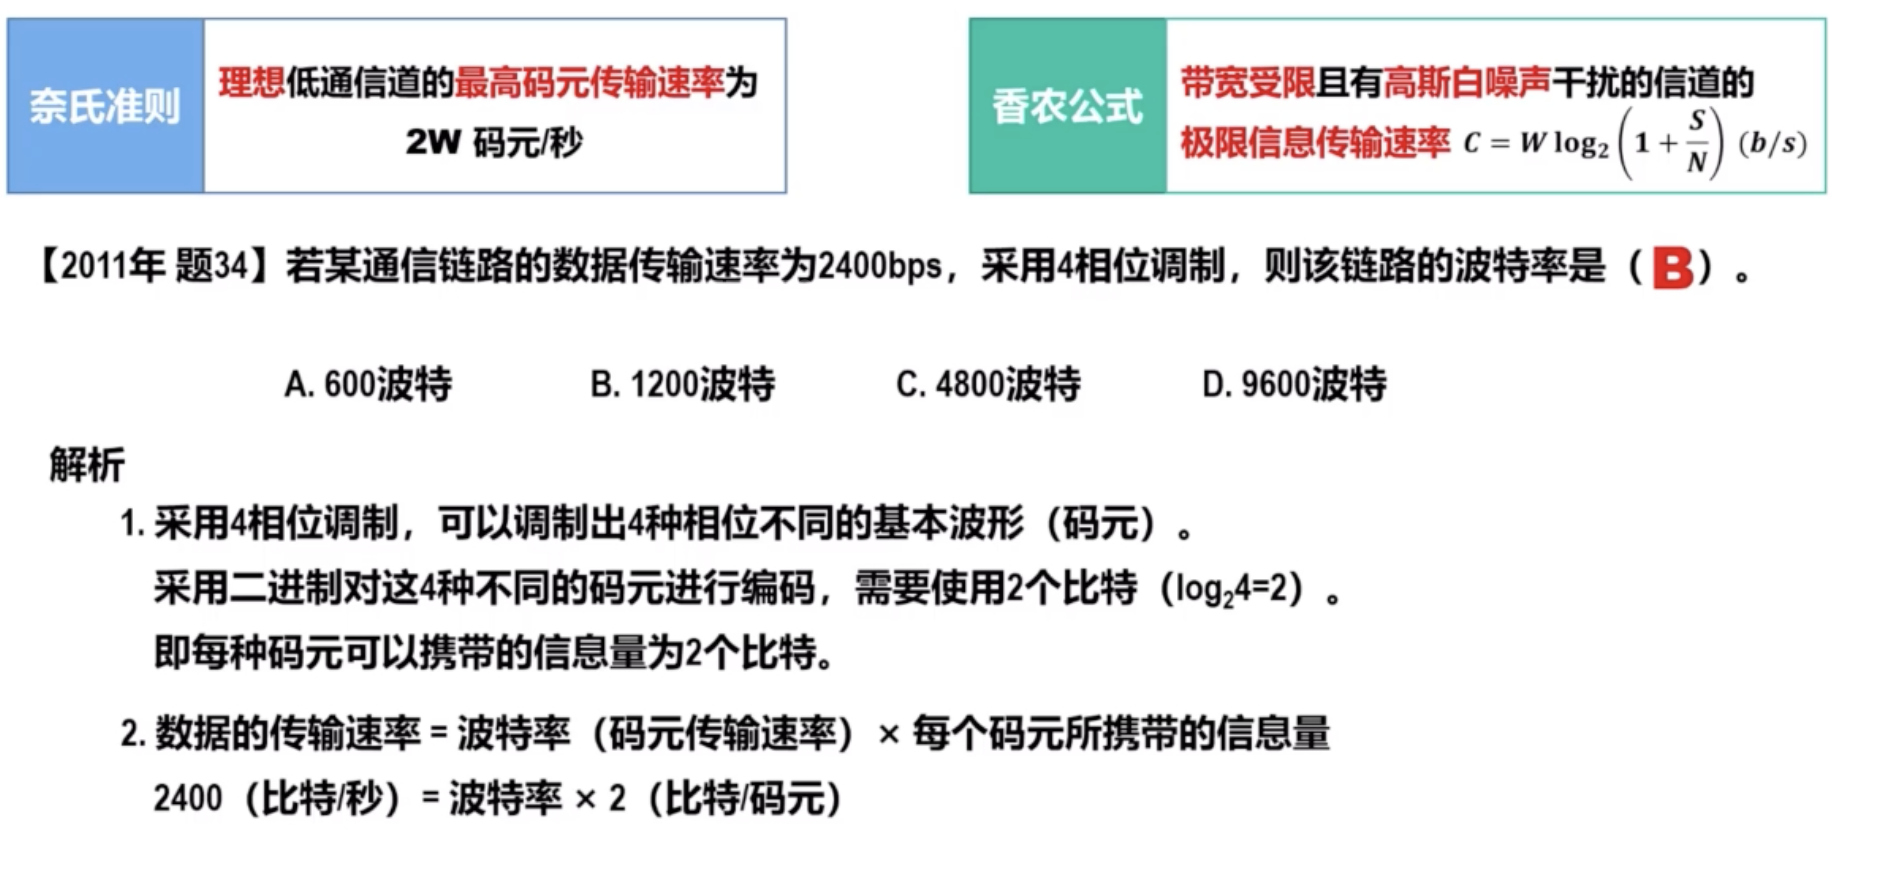 奈氏准则
理想低通信道的最高码元传输速率为
2W 码元/秒
香农公式
带宽受限且有高斯白噪声干扰的信道的
极限信息传输速率 C = W log₂(1 + S/N) (b/s)
【2011年 题34】若某通信链路的数据传输速率为2400bps，采用4相位调制，则该链路的波特率是（B）。
A. 600波特 B. 1200波特 C. 4800波特 D. 9600波特
解析
1. 采用4相位调制，可以调制出4种相位不同的基本波形（码元）。
采用二进制对这4种不同的码元进行编码，需要使用2个比特（log₂4=2）。
即每种码元可以携带的信息量为2个比特。
2. 数据的传输速率 = 波特率（码元传输速率）× 每个码元所携带的信息量
2400（比特/秒）= 波特率 × 2（比特/码元）